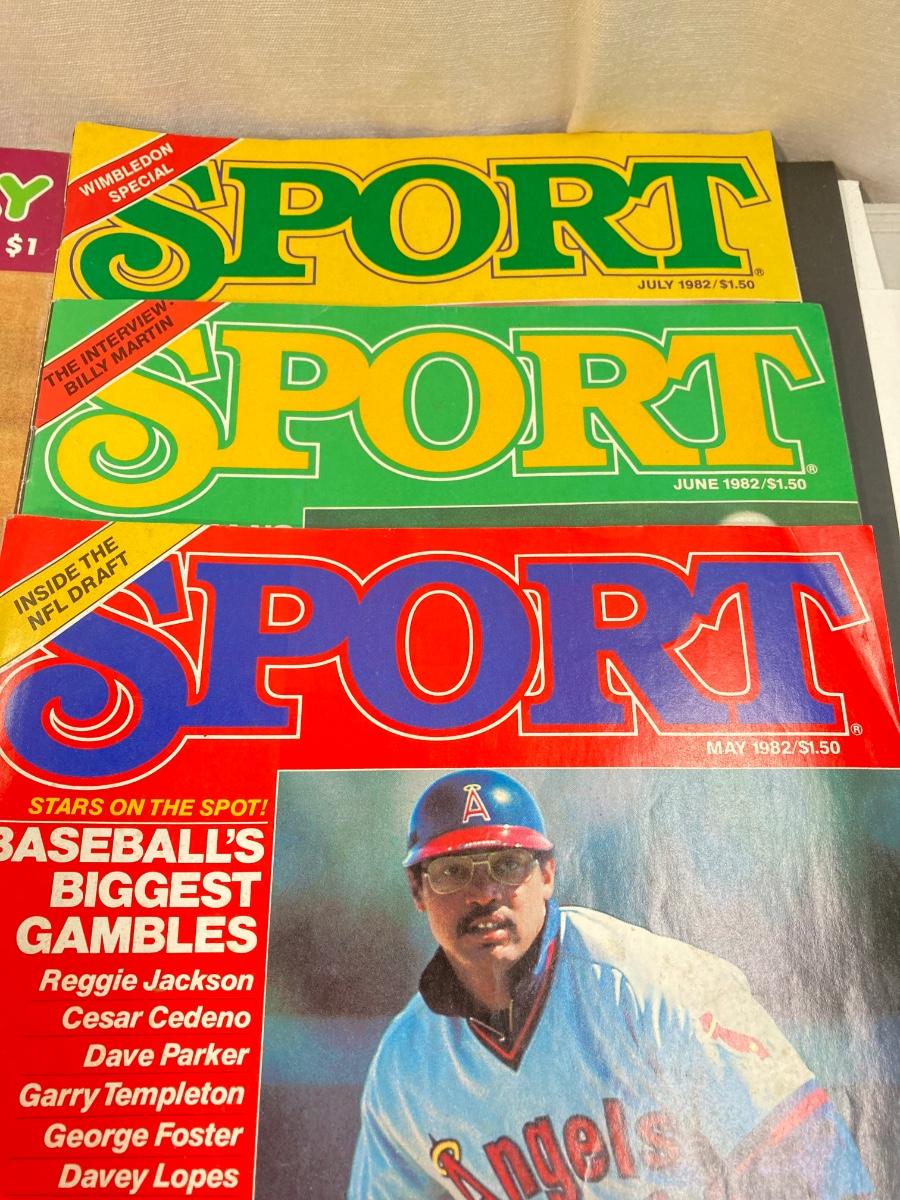 Y
$1
WIMBLEDON
SPECIAL
SPORT®
JULY 1982/$1.50
THE INTERVIEW:
BILLY MARTIN
SPORT®
JUNE 1982/$1.50
INSIDE THE
NFL DRAFT
SPORT®
MAY 1982/$1.50
STARS ON THE SPOT!
BASEBALL'S
BIGGEST
GAMBLES
Reggie Jackson
Cesar Cedeno
Dave Parker
Garry Templeton
George Foster
Davey Lopes
A
Angels